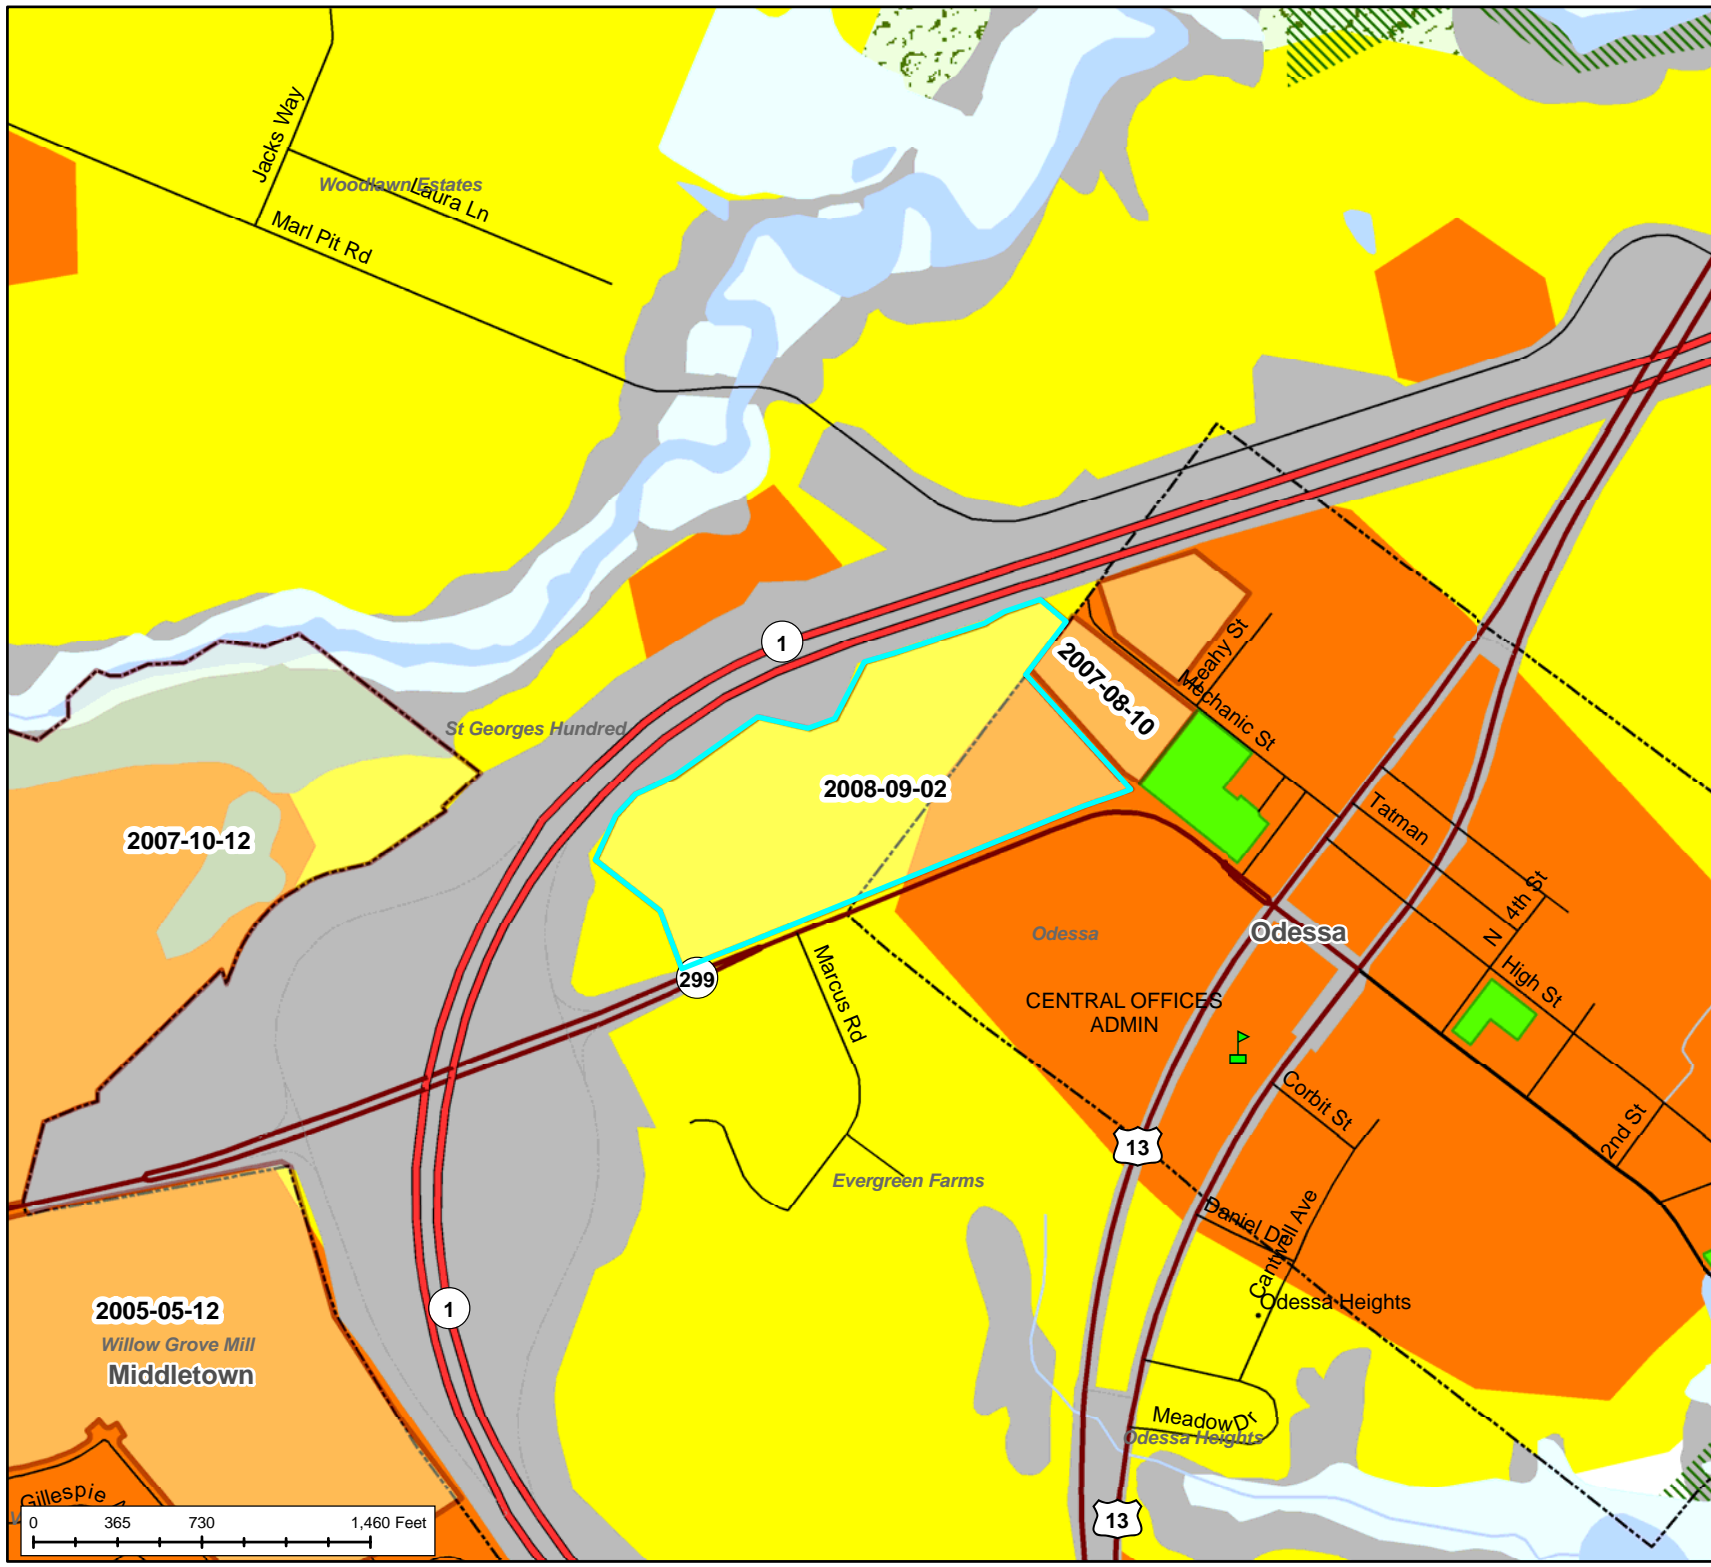 Jacks Way
Woodlawn Estates
Laura Ln
Marl Pit Rd
1
St Georges Hundred
2007-08-10
Leahy St
Mechanic St
2008-09-02
2007-10-12
Tatman
N 4th St
Odessa
Odessa
299
Marcus Rd
High St
CENTRAL OFFICES
ADMIN
Corbit St
2nd St
13
Evergreen Farms
Daniel Dr
Cantwell Ave
Odessa Heights
2005-05-12
Willow Grove Mill
Middletown
1
Meadow Dr
Odessa Heights
Gillespie
13
0 365 730 1,460 Feet